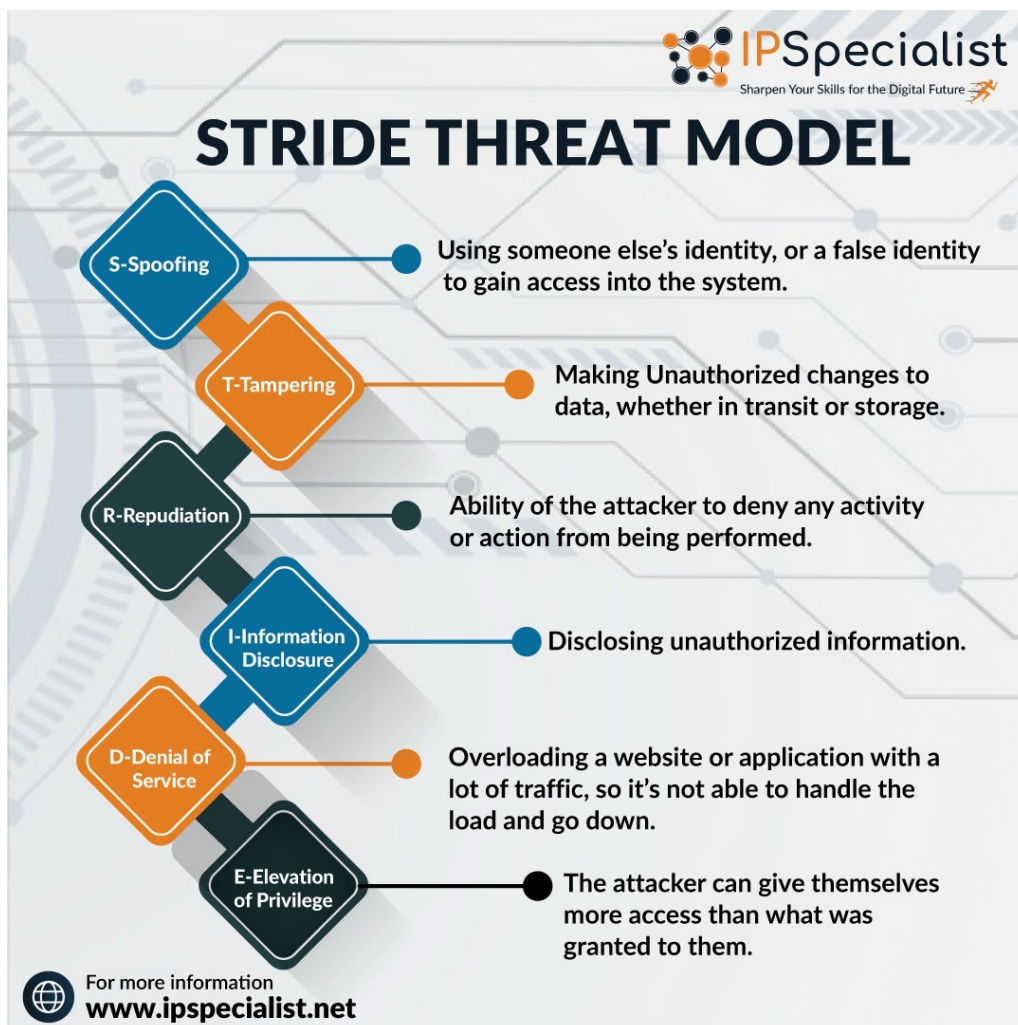 IPSpecialist
Sharpen Your Skills for the Digital Future
STRIDE THREAT MODEL
S-Spoofing
Using someone else's identity, or a false identity
to gain access into the system.
T-Tampering
Making Unauthorized changes to
data, whether in transit or storage.
R-Repudiation
Ability of the attacker to deny any activity
or action from being performed.
I-Information
Disclosure
Disclosing unauthorized information.
D-Denial of
Service
Overloading a website or application with a
lot of traffic, so it's not able to handle the
load and go down.
E-Elevation
of Privilege
The attacker can give themselves
more access than what was
granted to them.
For more information
www.ipspecialist.net